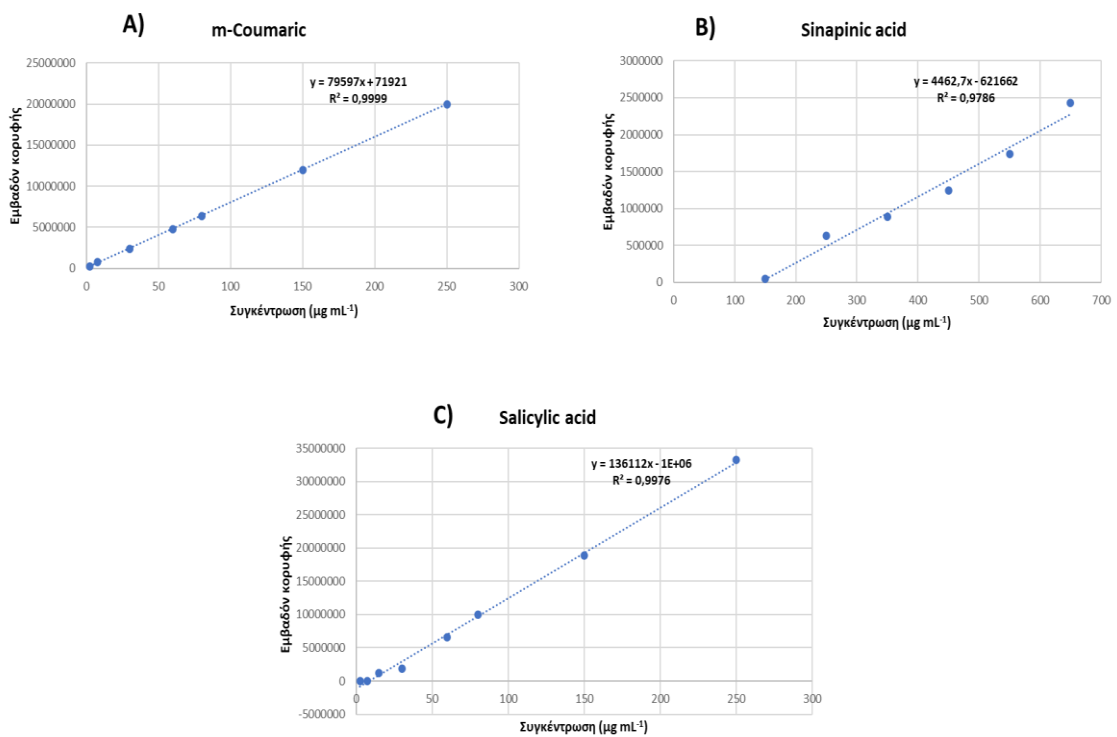 A)
m-Coumaric
y = 79597x + 71921
R² = 0,9999
25000000
20000000
15000000
10000000
5000000
0
0 50 100 150 200 250 300
Εμβαδόν κορυφής
Συγκέντρωση (μg mL⁻¹)
B)
Sinapinic acid
y = 4462,7x - 621662
R² = 0,9786
3000000
2500000
2000000
1500000
1000000
500000
0
0 100 200 300 400 500 600 700
Εμβαδόν κορυφής
Συγκέντρωση (μg mL⁻¹)
C)
Salicylic acid
y = 136112x - 1E+06
R² = 0,9976
35000000
30000000
25000000
20000000
15000000
10000000
5000000
0
-5000000
0 50 100 150 200 250 300
Εμβαδόν κορυφής
Συγκέντρωση (μg mL⁻¹)